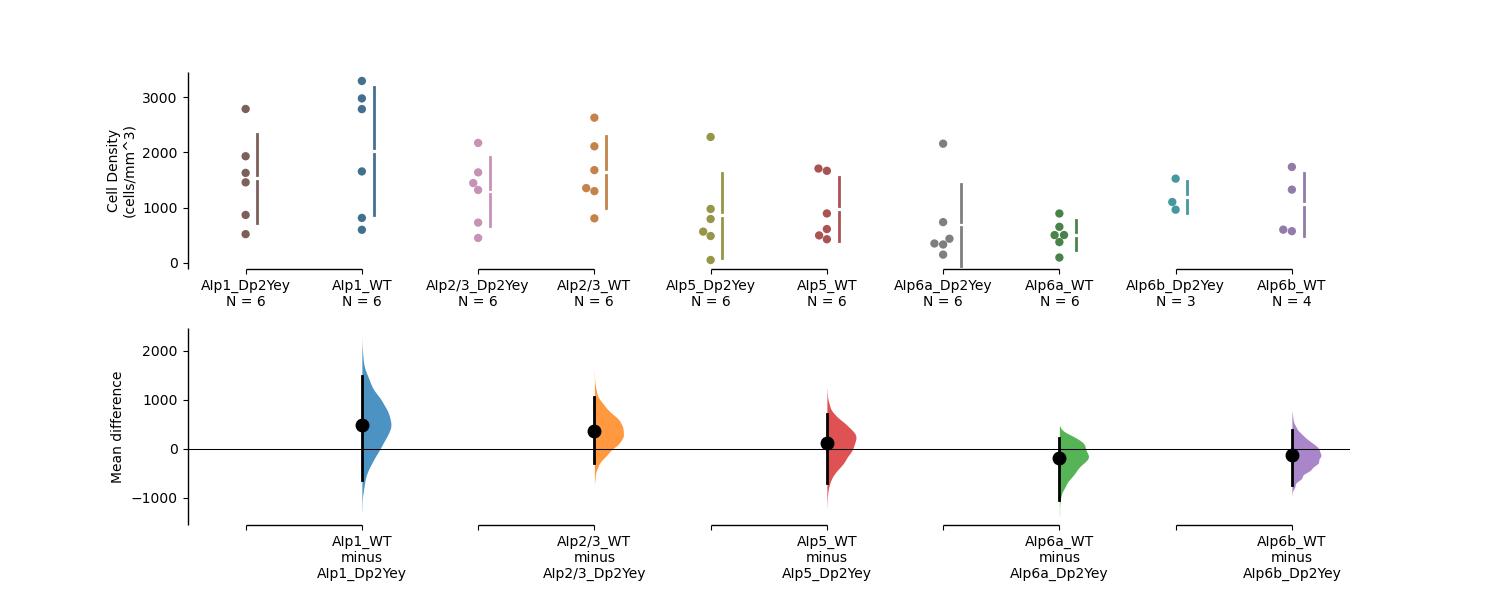 Cell Density
(cells/mm^3)
3000
2000
1000
0
AIp1_Dp2Yey
N = 6
AIp1_WT
N = 6
AIp2/3_Dp2Yey
N = 6
AIp2/3_WT
N = 6
AIp5_Dp2Yey
N = 6
AIp5_WT
N = 6
AIp6a_Dp2Yey
N = 6
AIp6a_WT
N = 6
AIp6b_Dp2Yey
N = 3
AIp6b_WT
N = 4
Mean difference
2000
1000
0
−1000
AIp1_WT
minus
AIp1_Dp2Yey
AIp2/3_WT
minus
AIp2/3_Dp2Yey
AIp5_WT
minus
AIp5_Dp2Yey
AIp6a_WT
minus
AIp6a_Dp2Yey
AIp6b_WT
minus
AIp6b_Dp2Yey